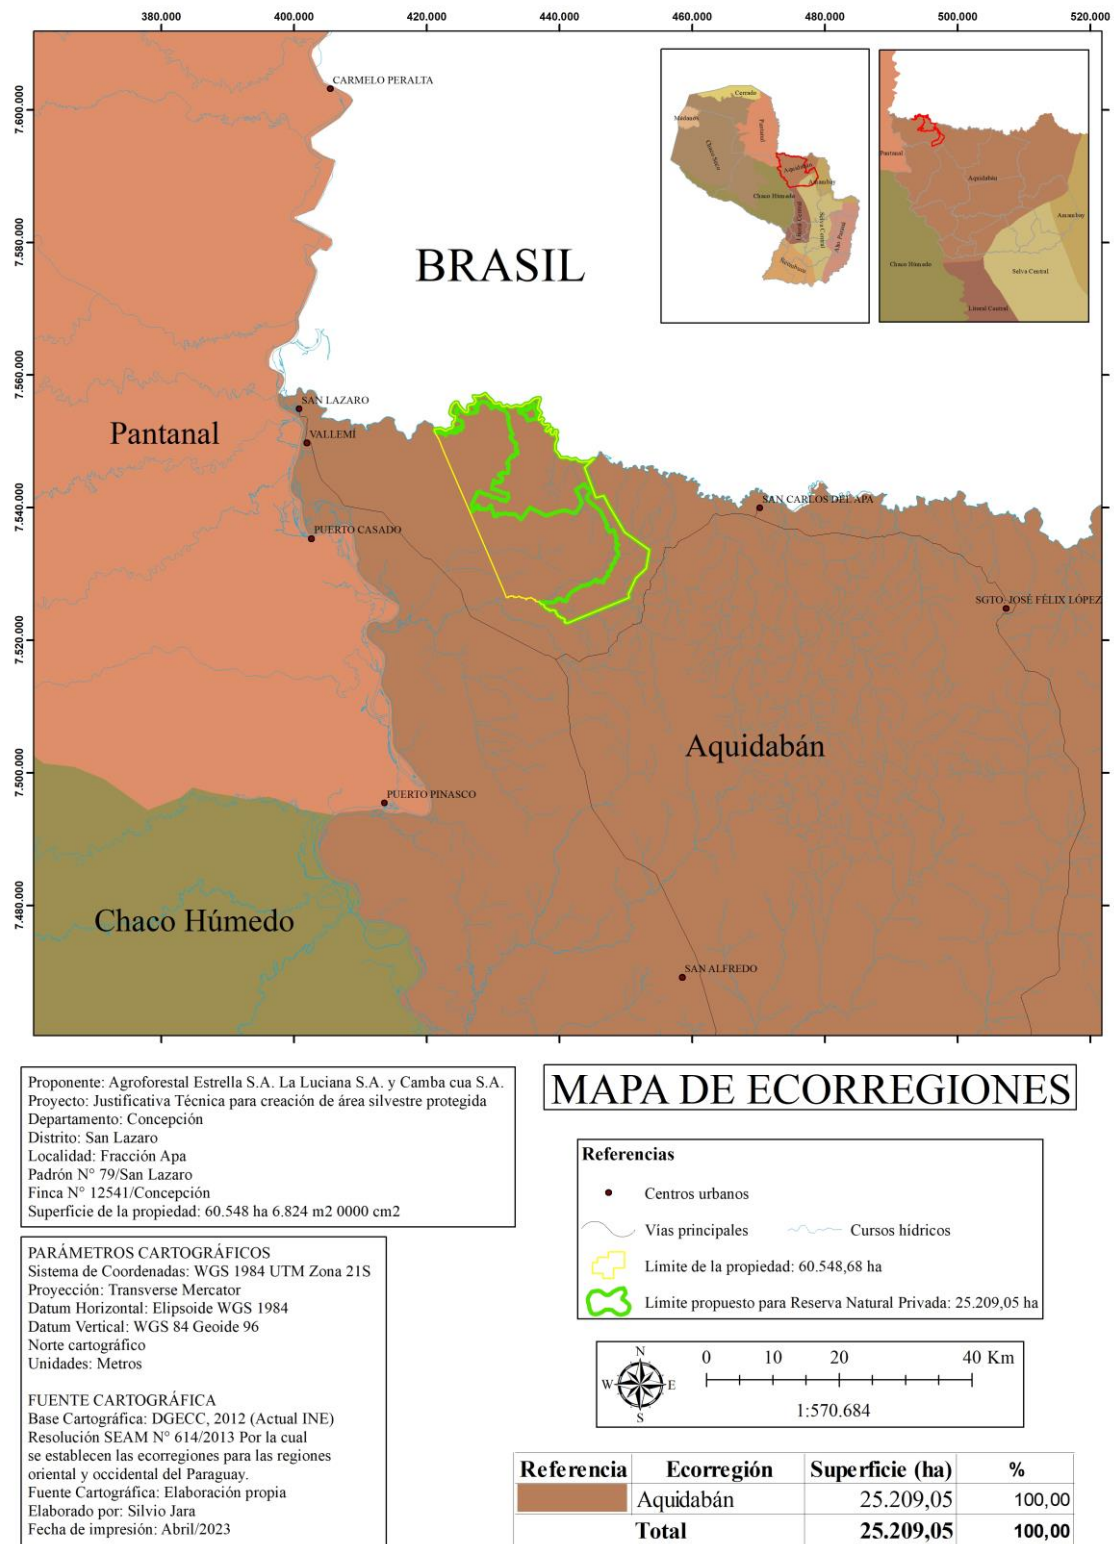 380.000 400.000 420.000 440.000 460.000 480.000 500.000 520.000
7.600.000
7.580.000
7.560.000
7.540.000
7.520.000
7.500.000
7.480.000
CARMELO PERALTA
BRASIL
Cerrado
Médanos
Pantanal
Chaco Seco
Aquidabán
Amambay
Chaco Húmedo
Litoral Central
Selva Central
Alto Paraná
Ñeembucú
Pantanal
Aquidabán
Amambay
Chaco Húmedo
Selva Central
Litoral Central
SAN LAZARO
Pantanal
VALLEMÍ
SAN CARLOS DEL APA
PUERTO CASADO
SGTO. JOSÉ FÉLIX LÓPEZ
Aquidabán
PUERTO PINASCO
Chaco Húmedo
SAN ALFREDO
Proponente: Agroforestal Estrella S.A. La Luciana S.A. y Camba cua S.A.
Proyecto: Justificativa Técnica para creación de área silvestre protegida
Departamento: Concepción
Distrito: San Lazaro
Localidad: Fracción Apa
Padrón N° 79/San Lazaro
Finca N° 12541/Concepción
Superficie de la propiedad: 60.548 ha 6.824 m2 0000 cm2
PARÁMETROS CARTOGRÁFICOS
Sistema de Coordenadas: WGS 1984 UTM Zona 21S
Proyección: Transverse Mercator
Datum Horizontal: Elipsoide WGS 1984
Datum Vertical: WGS 84 Geoide 96
Norte cartográfico
Unidades: Metros
FUENTE CARTOGRÁFICA
Base Cartográfica: DGECC, 2012 (Actual INE)
Resolución SEAM N° 614/2013 Por la cual
se establecen las ecorregiones para las regiones
oriental y occidental del Paraguay.
Fuente Cartográfica: Elaboración propia
Elaborado por: Silvio Jara
Fecha de impresión: Abril/2023
MAPA DE ECORREGIONES
Referencias
Centros urbanos
Vías principales Cursos hídricos
Limite de la propiedad: 60.548,68 ha
Limite propuesto para Reserva Natural Privada: 25.209,05 ha
N
W E
S
0 10 20 40 Km
1:570.684
Referencia Ecorregión Superficie (ha) %
Aquidabán 25.209,05 100,00
Total 25.209,05 100,00